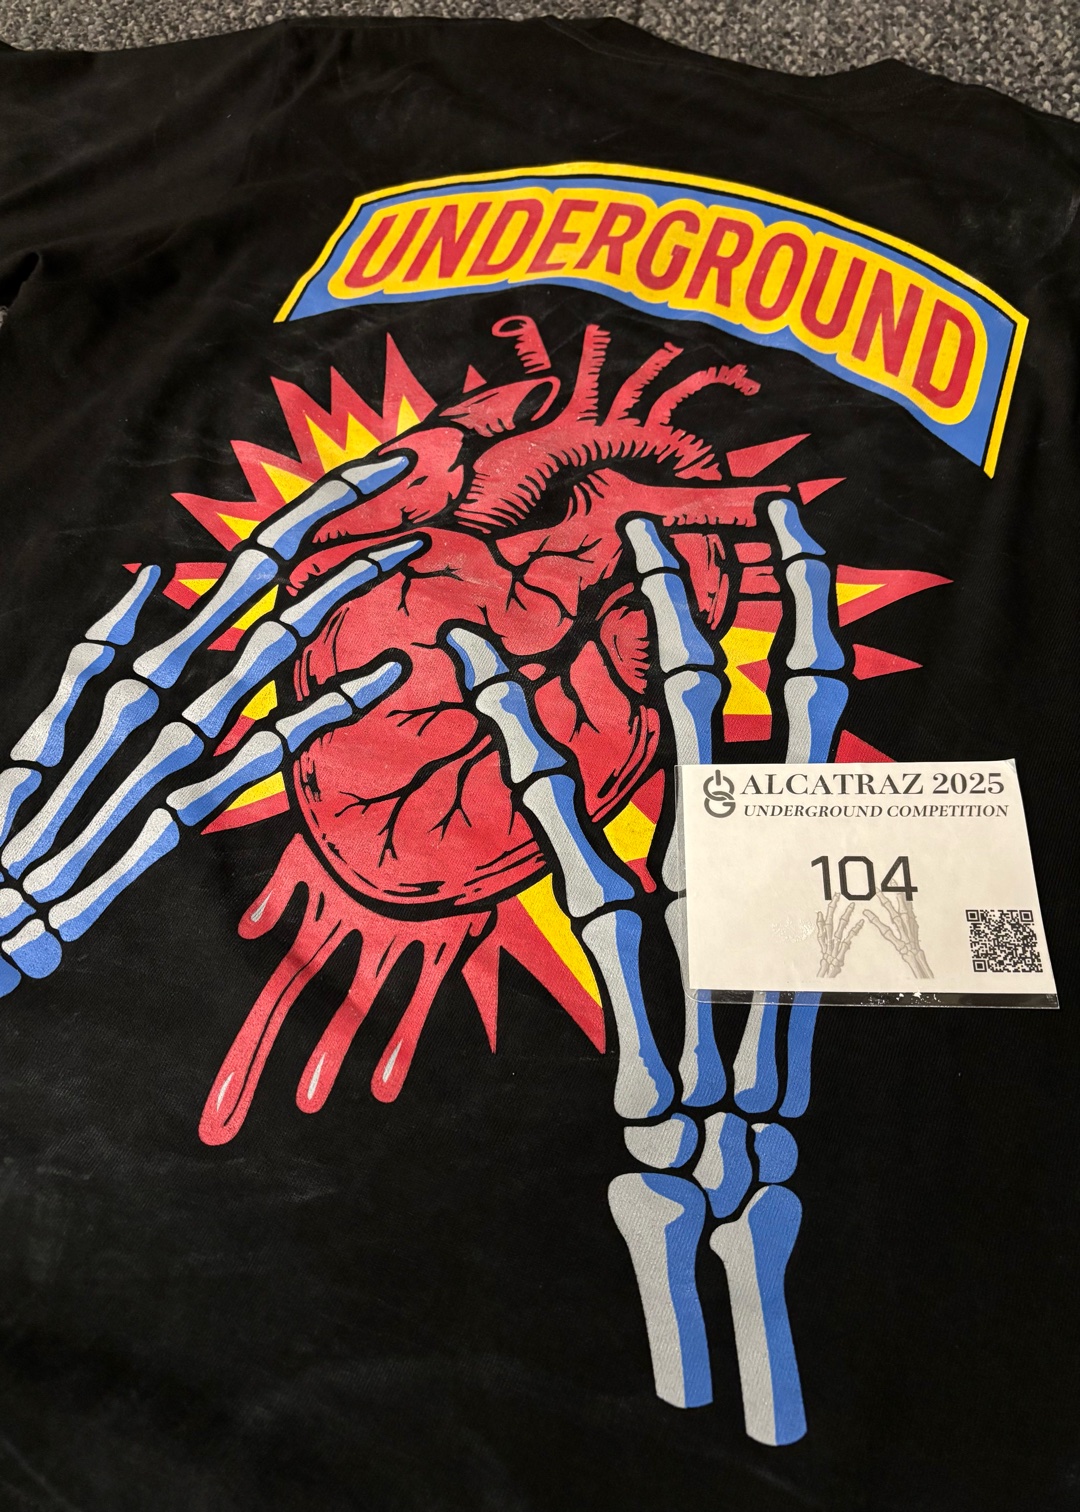 UNDERGROUND
ALCATRAZ 2025
UNDERGROUND COMPETITION
104